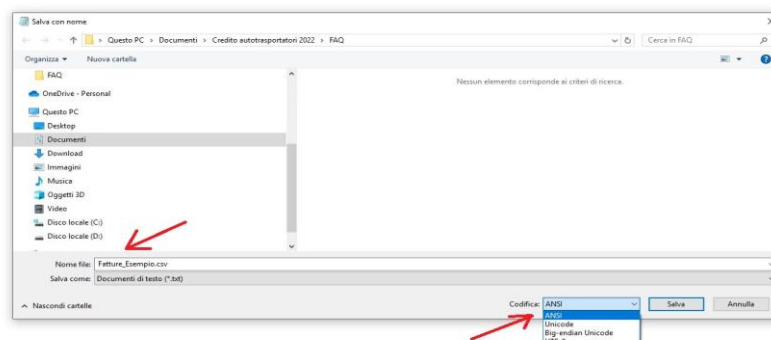 Salva con nome
Questo PC > Documenti > Credito autotrasportatori 2022 > FAQ
Cerca in FAQ
Organizza
Nuova cartella
FAQ
Nessun elemento corrisponde ai criteri di ricerca.
OneDrive - Personal
Questo PC
Desktop
Documenti
Download
Immagini
Musica
Oggetti 3D
Video
Disco locale (C:)
Disco locale (D:)
Nome file: Fatture_Esempio.csv
Salva come: Documenti di testo (*.txt)
Nascondi cartelle
Codifica: ANSI
Salva
Annulla
ANSI
Unicode
Big-endian Unicode